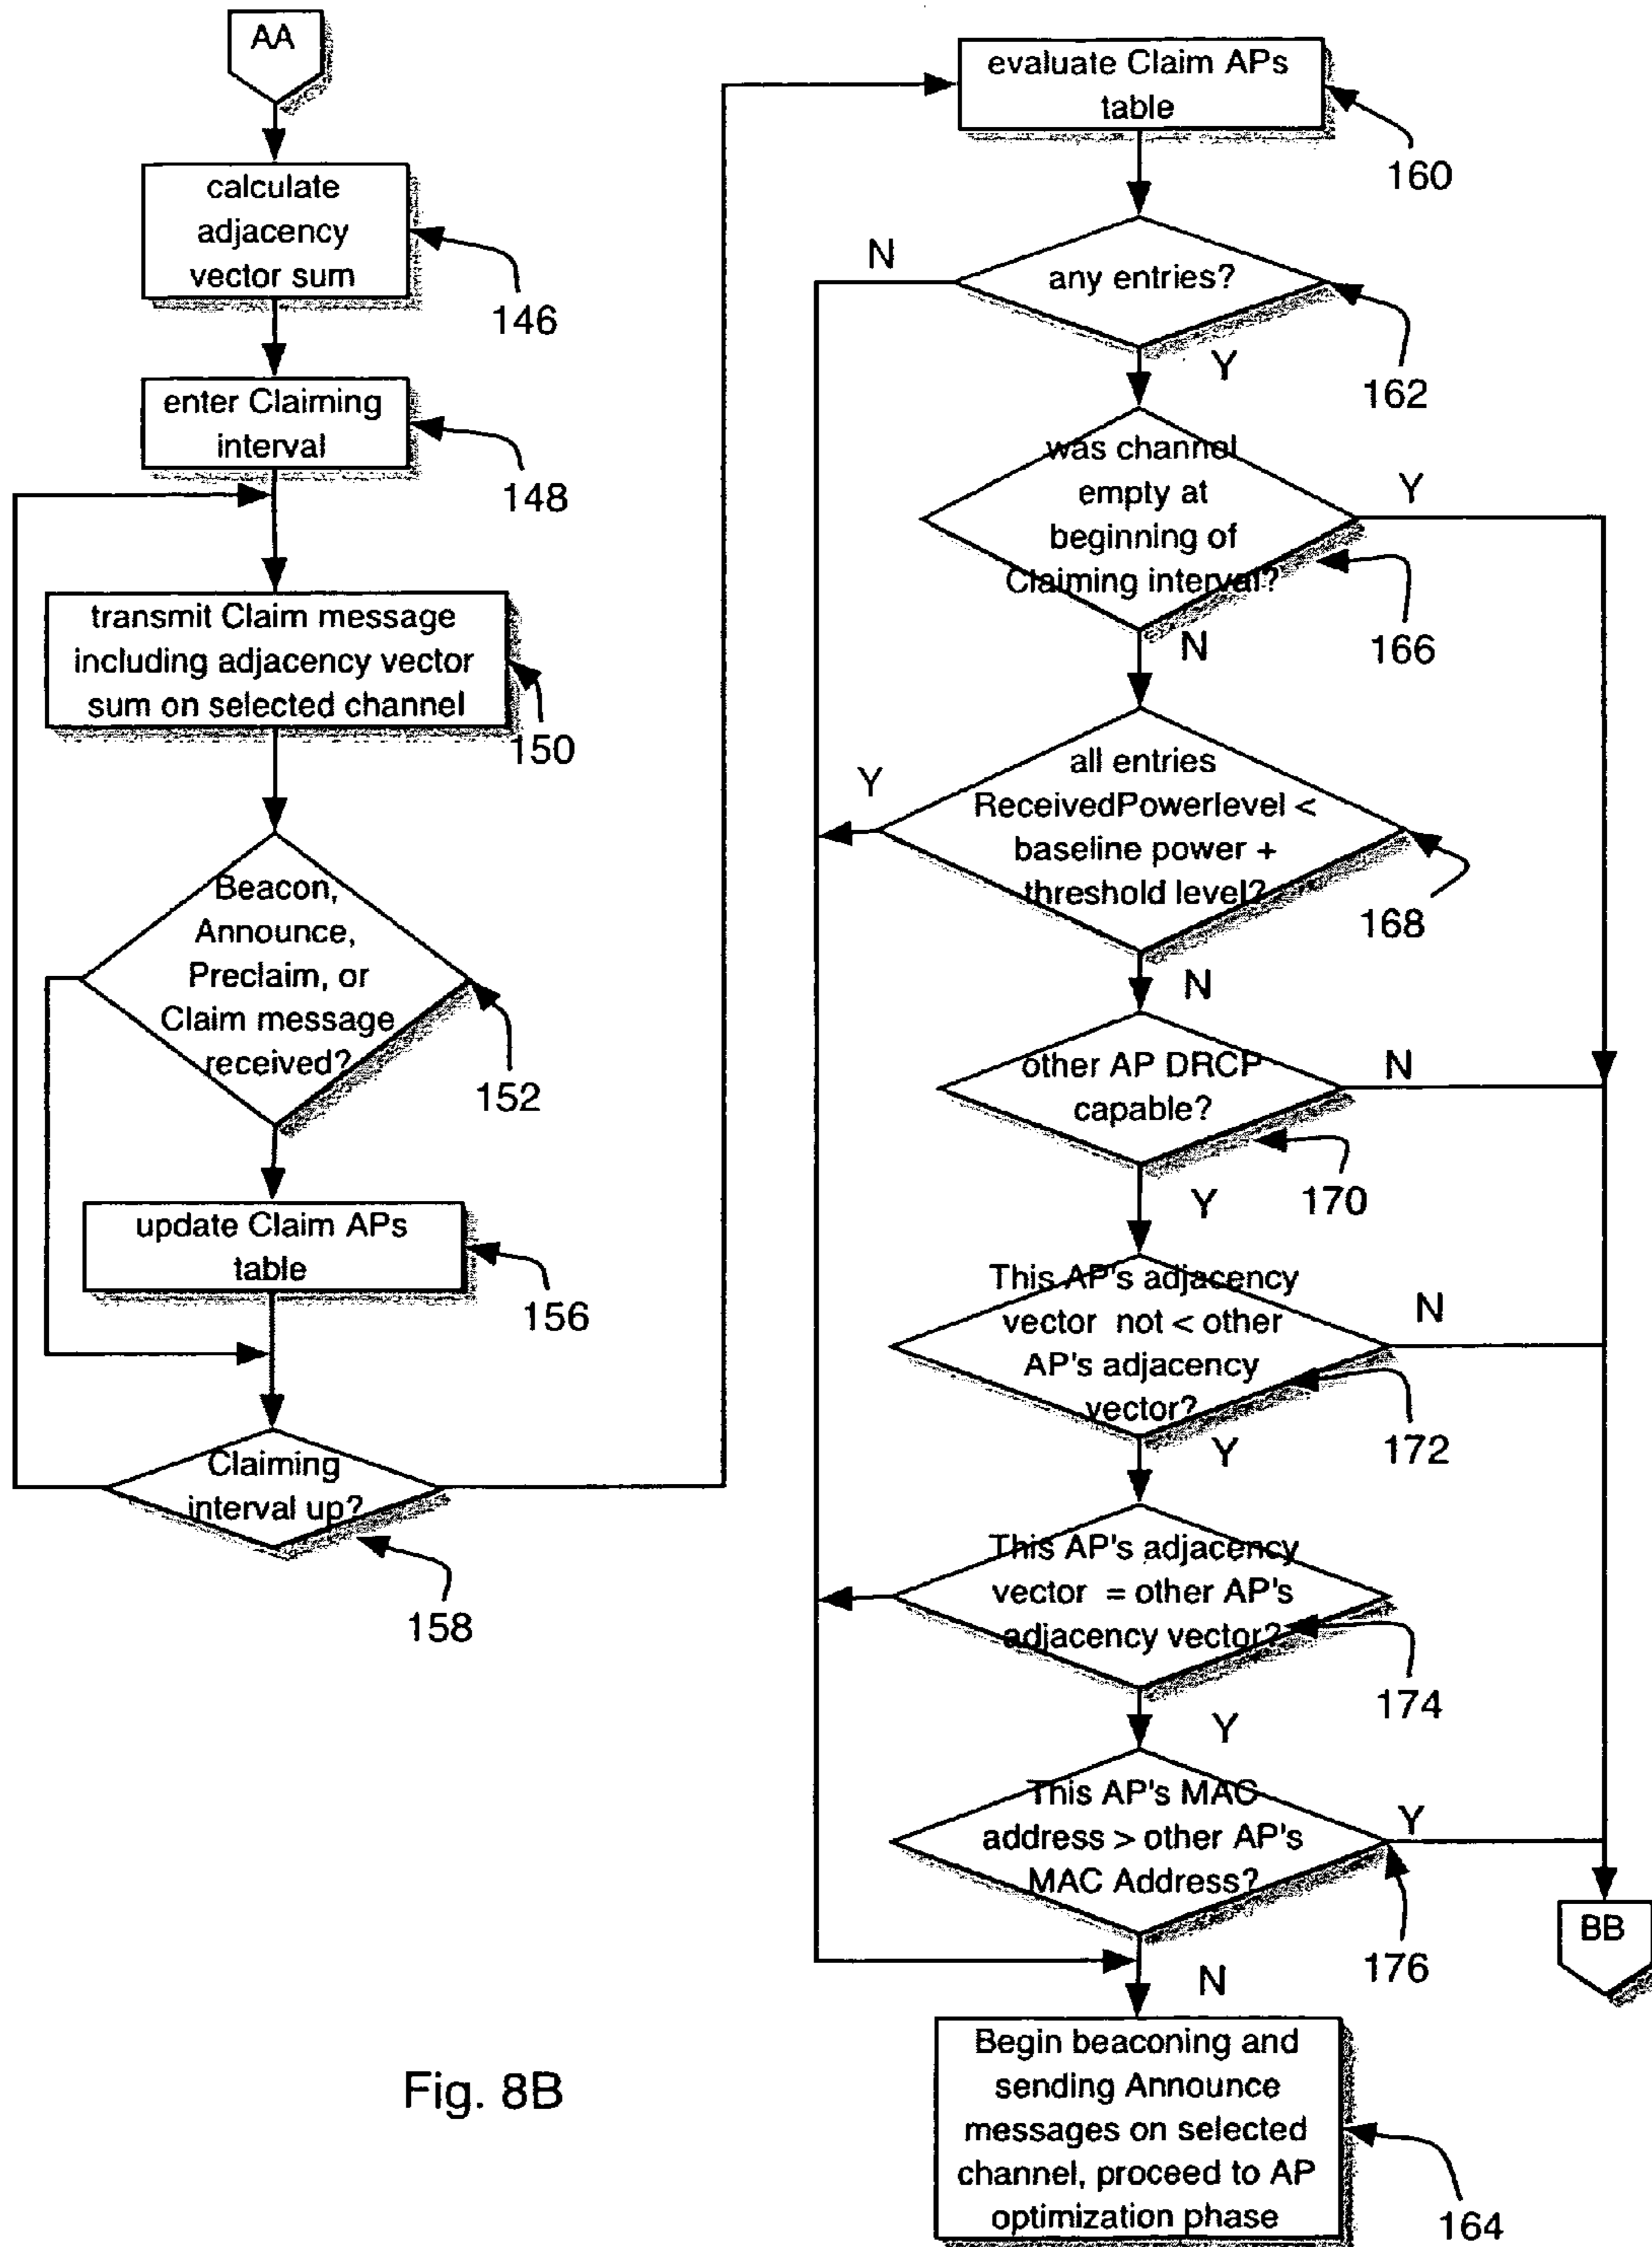 AA
calculate
adjacency
vector sum
146
enter Claiming
interval
148
transmit Claim message
including adjacency vector
sum on selected channel
150
Beacon,
Announce,
Preclaim, or
Claim message
received?
152
update Claim APs
table
156
Claiming
interval up?
158
evaluate Claim APs
table
160
N
any entries?
Y
162
was channel
empty at
beginning of
Claiming interval?
Y
N
166
all entries
ReceivedPowerlevel <
baseline power +
threshold level?
Y
N
168
other AP DRCP
capable?
N
Y
170
This AP's adjacency
vector not < other
AP's adjacency
vector?
N
Y
172
This AP's adjacency
vector = other AP's
adjacency vector?
174
Y
This AP's MAC
address > other AP's
MAC Address?
Y
176
N
BB
Begin beaconing and
sending Announce
messages on selected
channel, proceed to AP
optimization phase
164
Fig. 8B